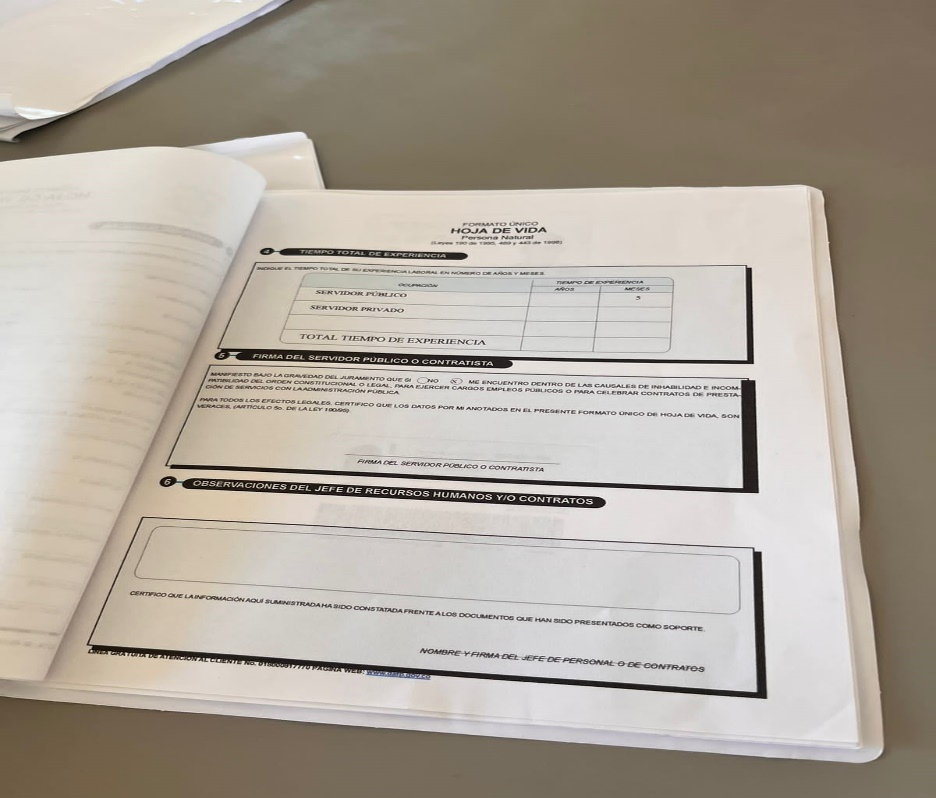 FORMATO ÚNICO
HOJA DE VIDA
Persona Natural
(Leyes 190 de 1995, 489 y 443 de 1998)
4 TIEMPO TOTAL DE EXPERIENCIA
INDIQUE EL TIEMPO TOTAL DE SU EXPERIENCIA LABORAL EN NÚMERO DE AÑOS Y MESES.
OCUPACIÓN TIEMPO DE EXPERIENCIA
AÑOS MESES
SERVIDOR PÚBLICO 5
SERVIDOR PRIVADO
TOTAL TIEMPO DE EXPERIENCIA
5 FIRMA DEL SERVIDOR PÚBLICO O CONTRATISTA
MANIFIESTO BAJO LA GRAVEDAD DEL JURAMENTO QUE SI NO X ME ENCUENTRO DENTRO DE LAS CAUSALES DE INHABILIDAD E INCOM-
PATIBILIDAD DEL ORDEN CONSTITUCIONAL O LEGAL, PARA EJERCER CARGOS EMPLEOS PÚBLICOS O PARA CELEBRAR CONTRATOS DE PRESTA-
CIÓN DE SERVICIOS CON LA ADMINISTRACIÓN PÚBLICA.
PARA TODOS LOS EFECTOS LEGALES, CERTIFICO QUE LOS DATOS POR MI ANOTADOS EN EL PRESENTE FORMATO ÚNICO DE HOJA DE VIDA, SON
VERACES, (ARTÍCULO 5o. DE LA LEY 190/95).
FIRMA DEL SERVIDOR PÚBLICO O CONTRATISTA
6 OBSERVACIONES DEL JEFE DE RECURSOS HUMANOS Y/O CONTRATOS
CERTIFICO QUE LA INFORMACIÓN AQUÍ SUMINISTRADA HA SIDO CONSTATADA FRENTE A LOS DOCUMENTOS QUE HAN SIDO PRESENTADOS COMO SOPORTE.
NOMBRE Y FIRMA DEL JEFE DE PERSONAL O DE CONTRATOS
LÍNEA GRATUITA DE ATENCIÓN AL CLIENTE No. 018000917770 PÁGINA WEB: www.dafp.gov.co